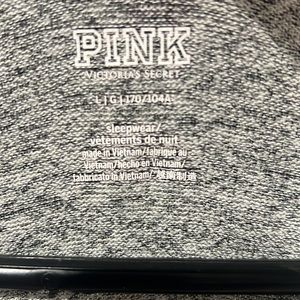 PINK
VICTORIA'S SECRET
L | G | 170/104A
sleepwear/
vêtements de nuit
made in Vietnam/fabriqué au
Vietnam/hecho en Vietnam/
fabbricato in Vietnam/越南制造